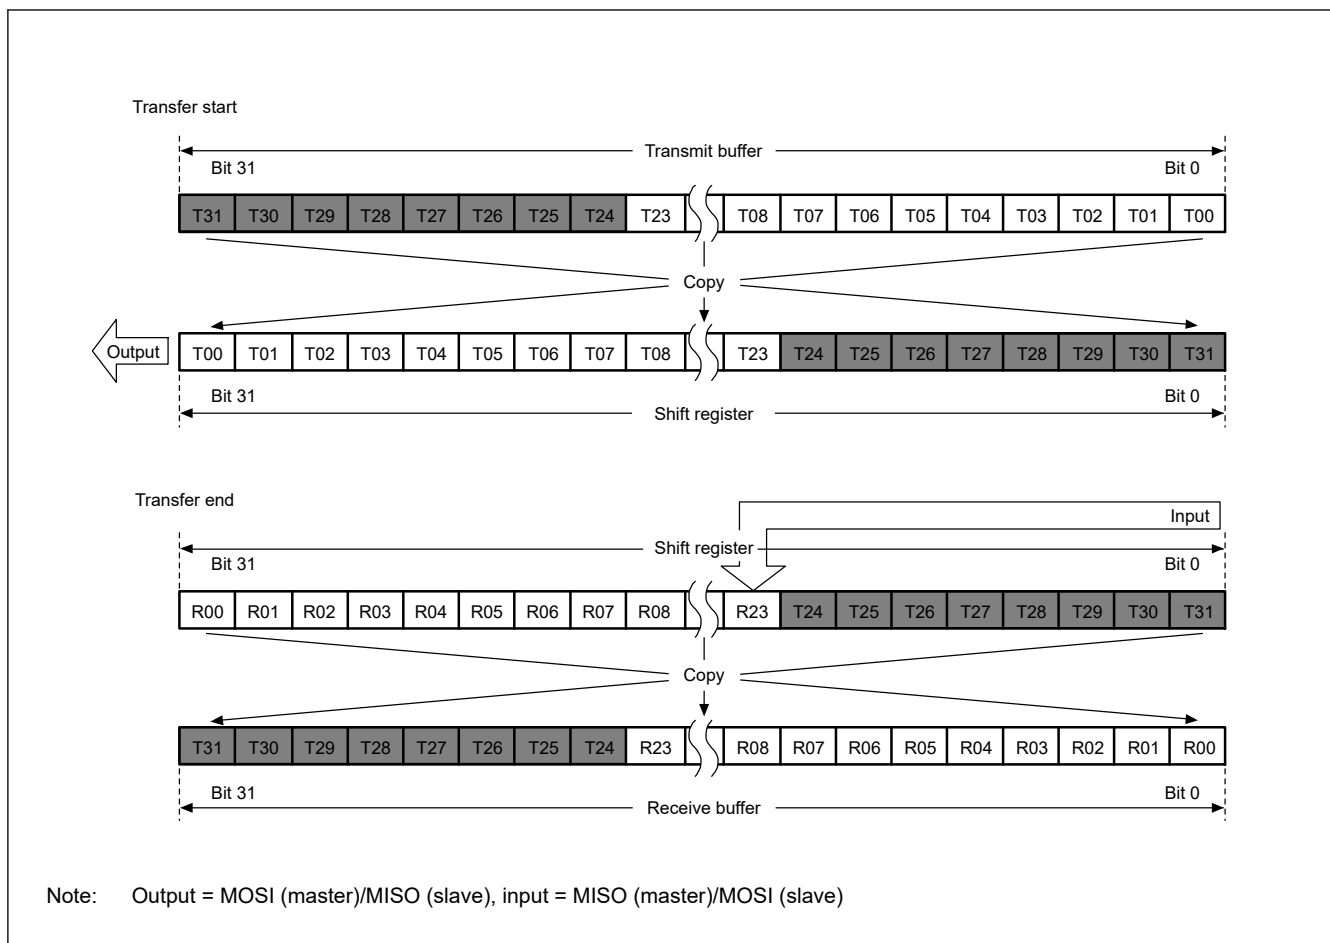 Transfer start
Transmit buffer
Bit 31 Bit 0
T31 T30 T29 T28 T27 T26 T25 T24 T23 T08 T07 T06 T05 T04 T03 T02 T01 T00
Copy
Output T00 T01 T02 T03 T04 T05 T06 T07 T08 T23 T24 T25 T26 T27 T28 T29 T30 T31
Bit 31 Bit 0
Shift register
Transfer end
Input
Shift register
Bit 31 Bit 0
R00 R01 R02 R03 R04 R05 R06 R07 R08 R23 T24 T25 T26 T27 T28 T29 T30 T31
Copy
T31 T30 T29 T28 T27 T26 T25 T24 R23 R08 R07 R06 R05 R04 R03 R02 R01 R00
Bit 31 Bit 0
Receive buffer
Note: Output = MOSI (master)/MISO (slave), input = MISO (master)/MOSI (slave)